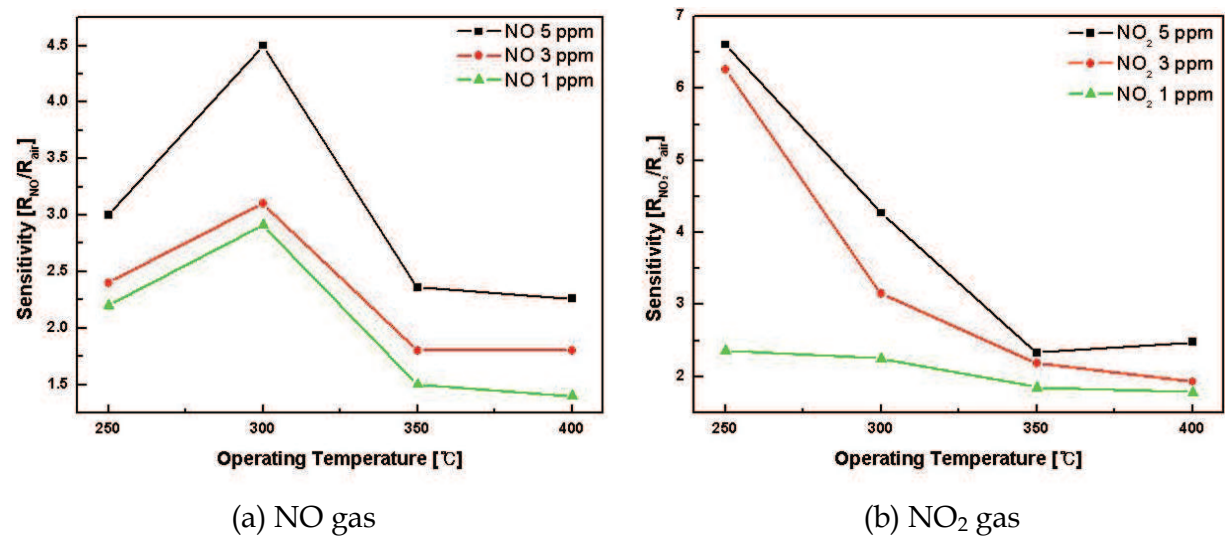 NO 5 ppm
NO 3 ppm
NO 1 ppm
4.5
4.0
3.5
3.0
2.5
2.0
1.5
Sensitivity [R_NO/R_air]
250 300 350 400
Operating Temperature [℃]
(a) NO gas
NO₂ 5 ppm
NO₂ 3 ppm
NO₂ 1 ppm
7
6
5
4
3
2
Sensitivity [R_NO₂/R_air]
250 300 350 400
Operating Temperature [℃]
(b) NO₂ gas